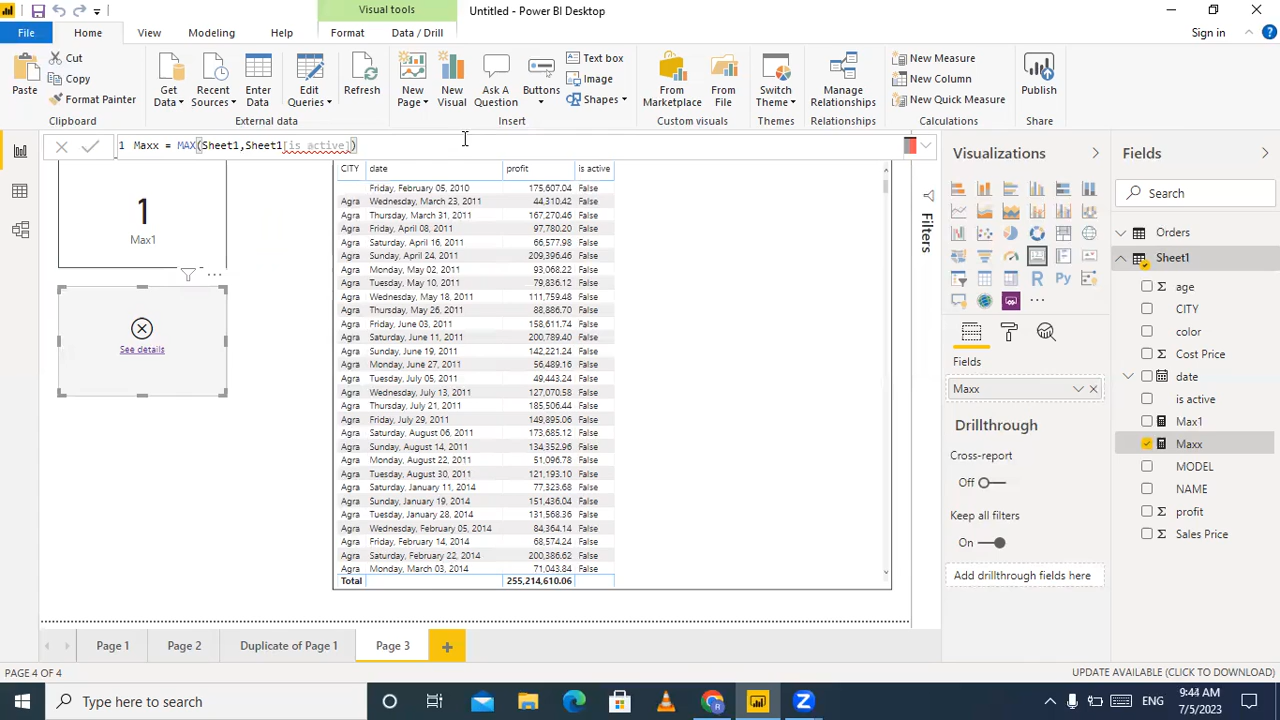 Visual tools
Untitled - Power BI Desktop
File
Home
View
Modeling
Help
Format
Data / Drill
Sign in
Paste
Cut
Copy
Format Painter
Clipboard
Get Data
Recent Sources
Enter Data
Edit Queries
Refresh
External data
New Page
New Visual
Ask A Question
Buttons
Text box
Image
Shapes
Insert
From Marketplace
From File
Custom visuals
Switch Theme
Themes
Manage Relationships
Relationships
New Measure
New Column
New Quick Measure
Calculations
Publish
Share
1 Maxx = MAX(Sheet1,Sheet1[is active])
1
Max1
See details
CITY date profit is active
Friday, February 05, 2010 175,607.04 False
Agra Wednesday, March 23, 2011 44,310.42 False
Agra Thursday, March 31, 2011 167,270.46 False
Agra Friday, April 08, 2011 97,780.20 False
Agra Saturday, April 16, 2011 66,577.98 False
Agra Sunday, April 24, 2011 209,396.46 False
Agra Monday, May 02, 2011 93,068.22 False
Agra Tuesday, May 10, 2011 79,836.12 False
Agra Wednesday, May 18, 2011 111,759.48 False
Agra Thursday, May 26, 2011 88,886.70 False
Agra Friday, June 03, 2011 158,611.74 False
Agra Saturday, June 11, 2011 200,789.40 False
Agra Sunday, June 19, 2011 142,221.24 False
Agra Monday, June 27, 2011 56,489.16 False
Agra Tuesday, July 05, 2011 49,443.24 False
Agra Wednesday, July 13, 2011 127,070.58 False
Agra Thursday, July 21, 2011 185,506.44 False
Agra Friday, July 29, 2011 149,895.06 False
Agra Saturday, August 06, 2011 173,685.12 False
Agra Sunday, August 14, 2011 134,352.96 False
Agra Monday, August 22, 2011 51,096.78 False
Agra Tuesday, August 30, 2011 121,193.10 False
Agra Saturday, January 11, 2014 77,323.68 False
Agra Sunday, January 19, 2014 151,436.04 False
Agra Tuesday, January 28, 2014 131,568.36 False
Agra Wednesday, February 05, 2014 84,364.14 False
Agra Friday, February 14, 2014 68,574.24 False
Agra Saturday, February 22, 2014 200,386.62 False
Agra Monday, March 03, 2014 71,043.84 False
Total 255,214,610.06
Filters
Visualizations
R
Py
Fields
Maxx
Drillthrough
Cross-report
Off
Keep all filters
On
Add drillthrough fields here
Fields
Search
Orders
Sheet1
age
CITY
color
Cost Price
date
is active
Max1
Maxx
MODEL
NAME
profit
Sales Price
Page 1
Page 2
Duplicate of Page 1
Page 3
PAGE 4 OF 4
UPDATE AVAILABLE (CLICK TO DOWNLOAD)
Type here to search
ENG
9:44 AM
7/5/2023